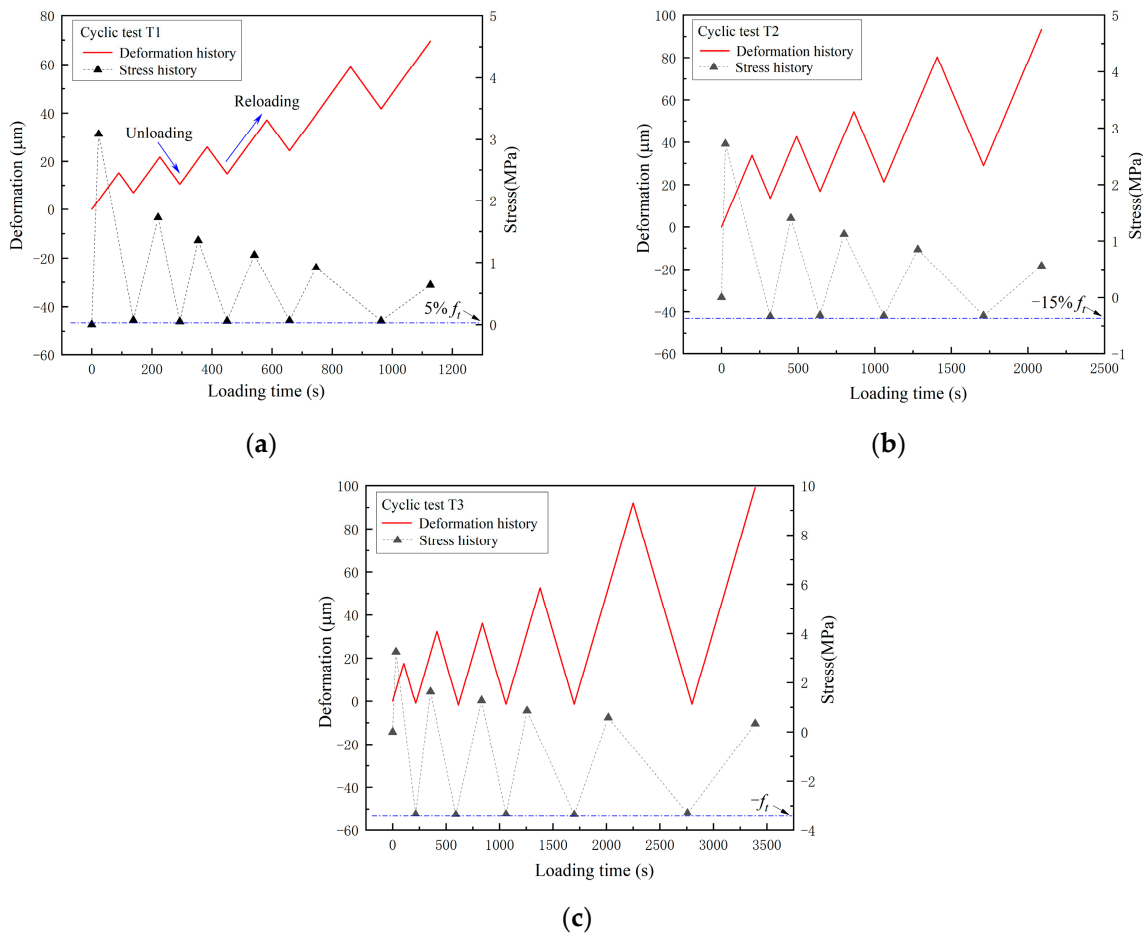 Cyclic test T1
Deformation history
Stress history
Unloading
Reloading
5% fₜ
80
60
40
20
0
−20
−40
−60
5
4
3
2
1
0
0 200 400 600 800 1000 1200
Deformation (μm)
Stress(MPa)
Loading time (s)
(a)
Cyclic test T2
Deformation history
Stress history
−15% fₜ
100
80
60
40
20
0
−20
−40
−60
5
4
3
2
1
0
−1
0 500 1000 1500 2000 2500
Deformation (μm)
Stress(MPa)
Loading time (s)
(b)
Cyclic test T3
Deformation history
Stress history
−fₜ
100
80
60
40
20
0
−20
−40
−60
10
8
6
4
2
0
−2
−4
0 500 1000 1500 2000 2500 3000 3500
Deformation (μm)
Stress(MPa)
Loading time (s)
(c)